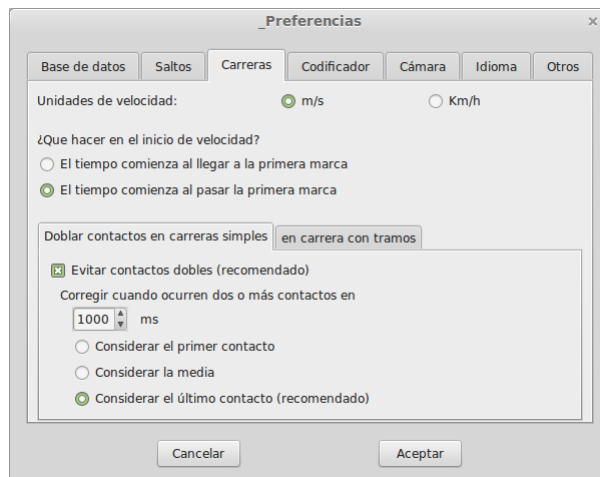 _Preferencias
Base de datos Saltos Carreras Codificador Cámara Idioma Otros
Unidades de velocidad: m/s Km/h
¿Que hacer en el inicio de velocidad?
El tiempo comienza al llegar a la primera marca
El tiempo comienza al pasar la primera marca
Doblar contactos en carreras simples en carrera con tramos
Evitar contactos dobles (recomendado)
Corregir cuando ocurren dos o más contactos en
1000 ms
Considerar el primer contacto
Considerar la media
Considerar el último contacto (recomendado)
Cancelar Aceptar